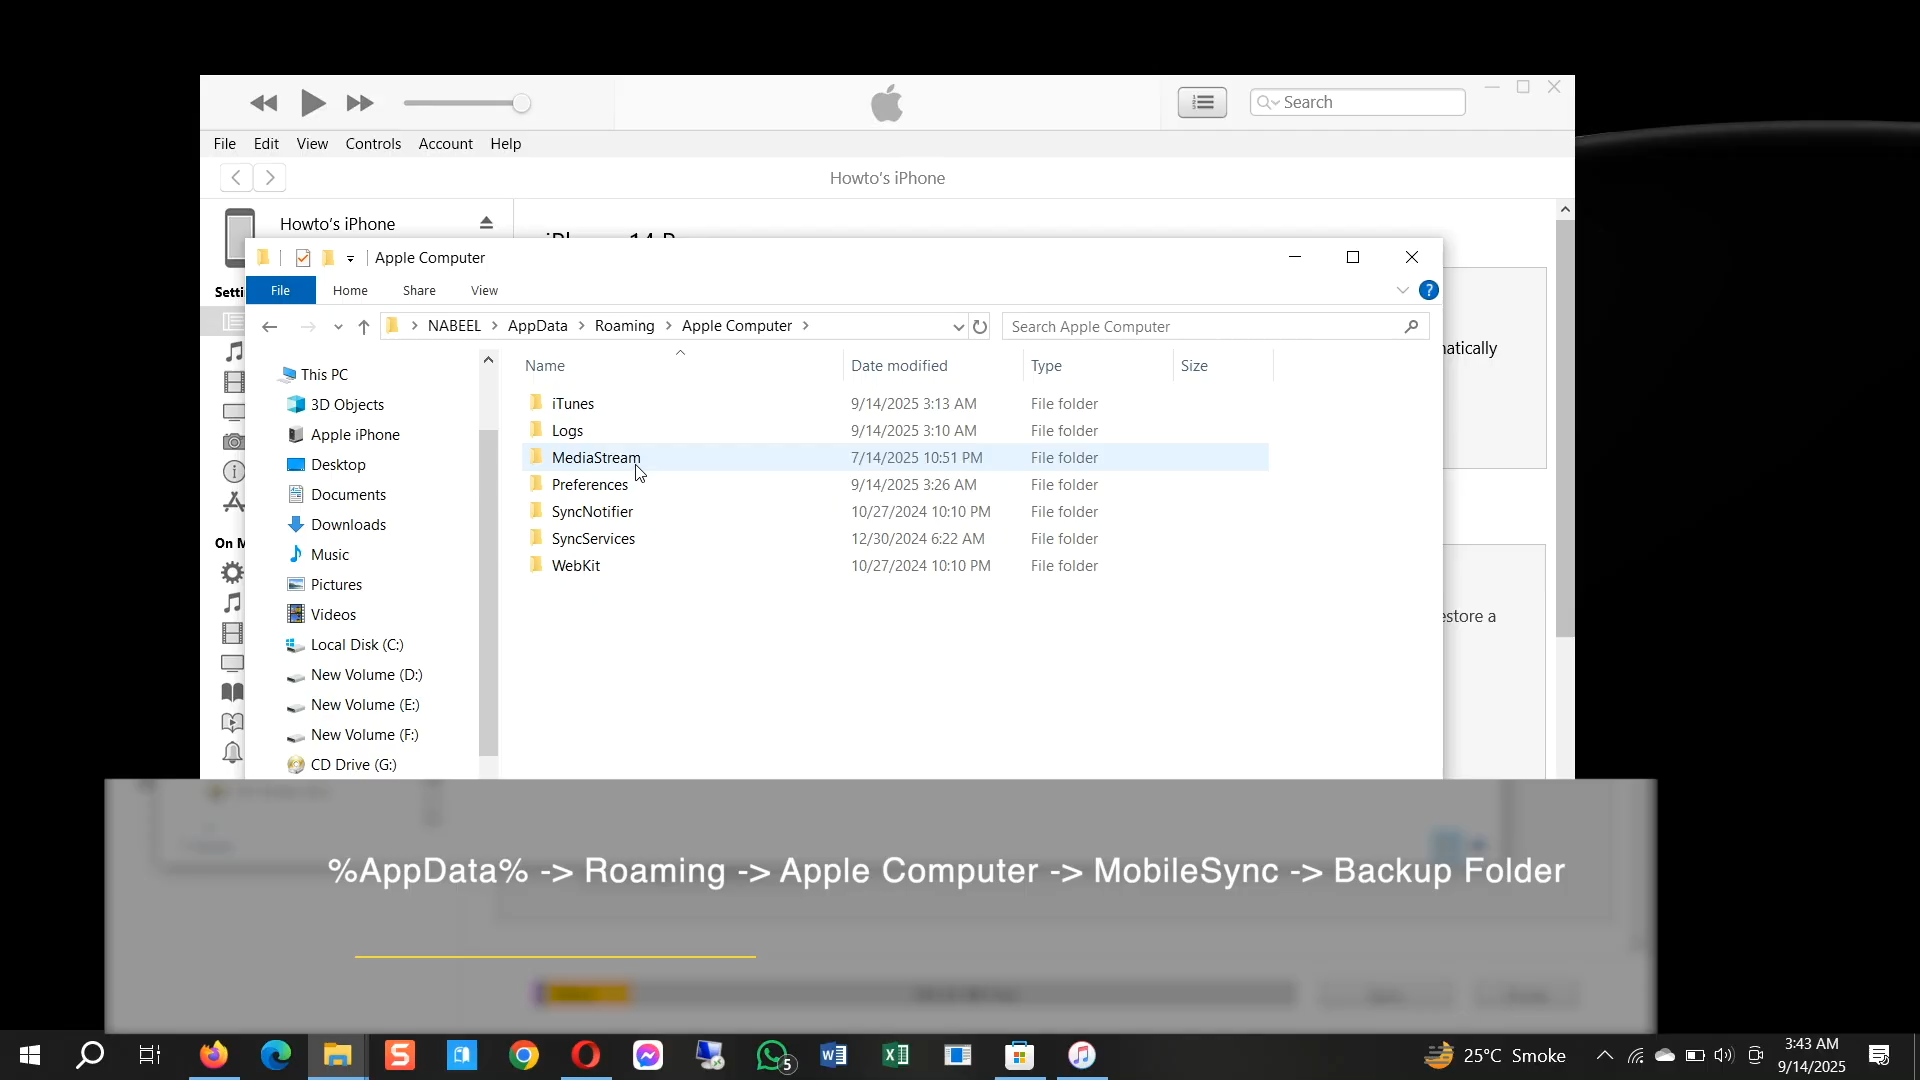 Search
File Edit View Controls Account Help
Howto's iPhone
Howto's iPhone
Apple Computer
File Home Share View
NABEEL AppData Roaming Apple Computer
Search Apple Computer
Name Date modified Type Size
This PC
3D Objects
Apple iPhone
Desktop
Documents
Downloads
Music
Pictures
Videos
Local Disk (C:)
New Volume (D:)
New Volume (E:)
New Volume (F:)
CD Drive (G:)
iTunes 9/14/2025 3:13 AM File folder
Logs 9/14/2025 3:10 AM File folder
MediaStream 7/14/2025 10:51 PM File folder
Preferences 9/14/2025 3:26 AM File folder
SyncNotifier 10/27/2024 10:10 PM File folder
SyncServices 12/30/2024 6:22 AM File folder
WebKit 10/27/2024 10:10 PM File folder
%AppData% -> Roaming -> Apple Computer -> MobileSync -> Backup Folder
5
25°C Smoke
3:43 AM
9/14/2025